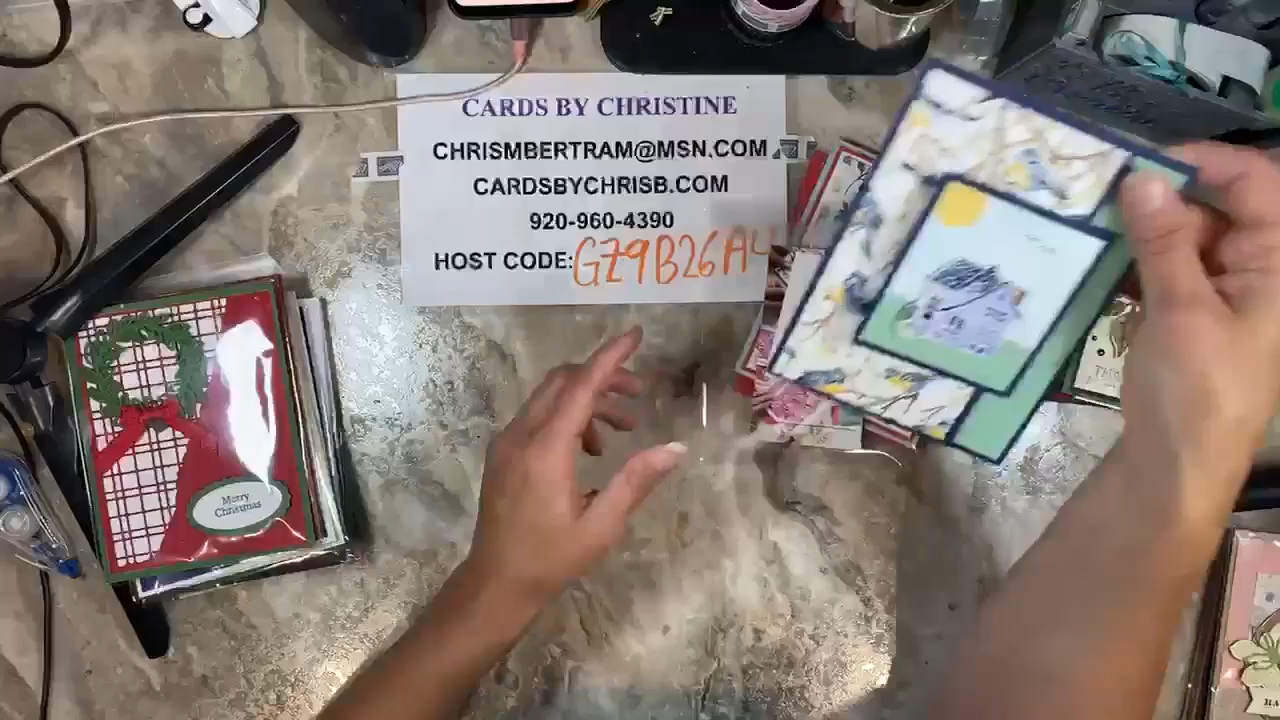 CARDS BY CHRISTINE
CHRISMBERTRAM@MSN.COM
CARDSBYCHRISB.COM
920-960-4390
HOST CODE: GZ9B26A4
Merry
Christmas